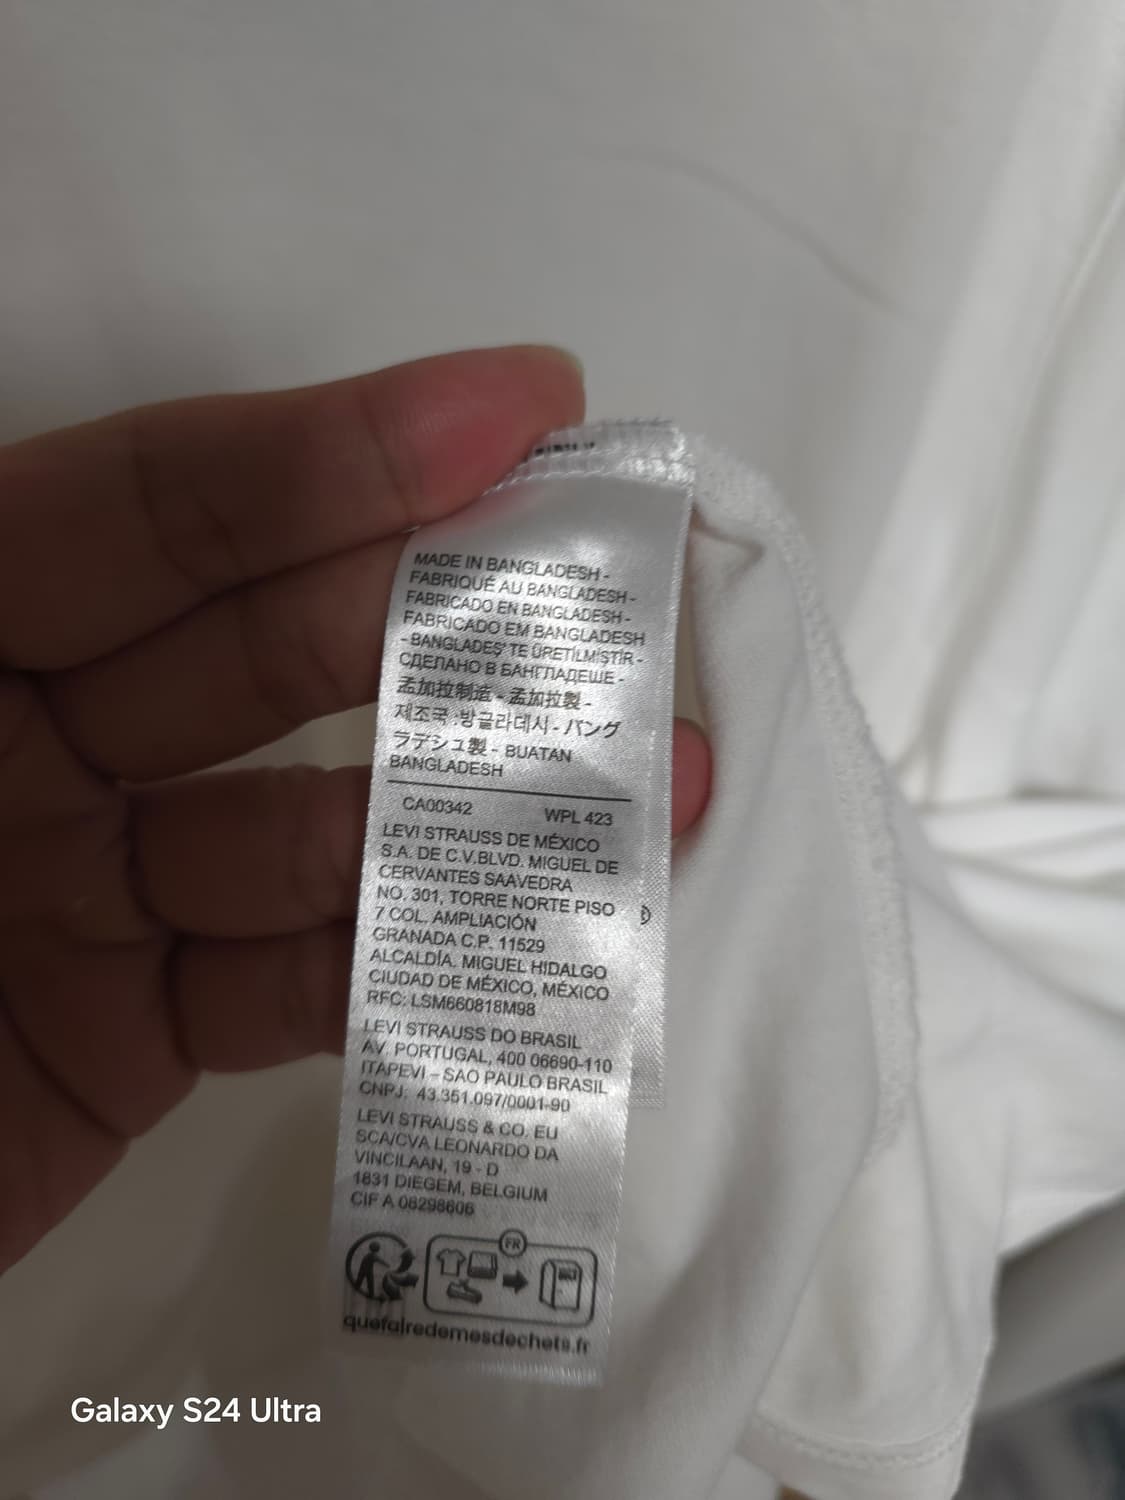 MADE IN BANGLADESH -
FABRIQUÉ AU BANGLADESH -
FABRICADO EN BANGLADESH -
FABRICADO EM BANGLADESH
- BANGLADEŞ' TE ÜRETİLMİŞTİR -
СДЕЛАНО В БАНГЛАДЕШЕ -
孟加拉制造 - 孟加拉製 -
제조국 :방글라데시 - バング
ラデシュ製 - BUATAN
BANGLADESH
CA00342 WPL 423
LEVI STRAUSS DE MÉXICO
S.A. DE C.V.BLVD. MIGUEL DE
CERVANTES SAAVEDRA
NO. 301, TORRE NORTE PISO
7 COL. AMPLIACIÓN
GRANADA C.P. 11529
ALCALDÍA. MIGUEL HIDALGO
CIUDAD DE MÉXICO, MÉXICO
RFC: LSM660818M98
LEVI STRAUSS DO BRASIL
AV. PORTUGAL, 400 06690-110
ITAPEVI – SAO PAULO BRASIL
CNPJ: 43.351.097/0001-90
LEVI STRAUSS & CO. EU
SCA/CVA LEONARDO DA
VINCILAAN, 19 - D
1831 DIEGEM, BELGIUM
CIF A 08298606
FR
quefairedemesdechets.fr
Galaxy S24 Ultra